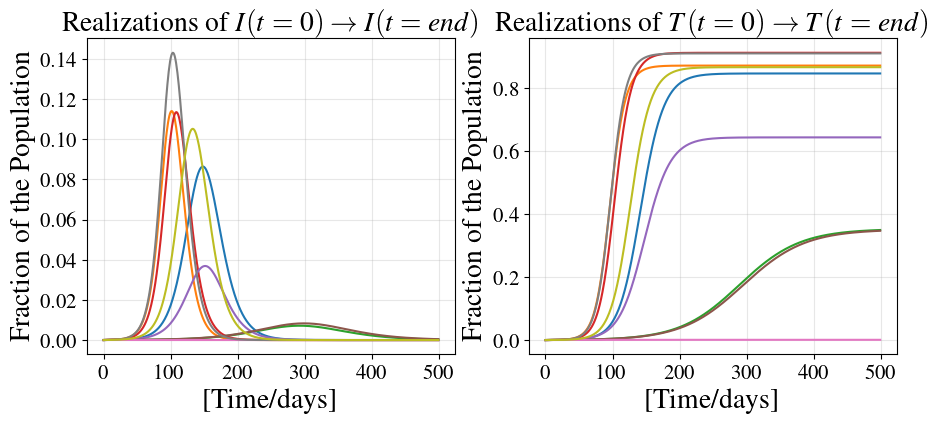 Realizations of I(t = 0) → I(t = end)
Fraction of the Population
0.14
0.12
0.10
0.08
0.06
0.04
0.02
0.00
0 100 200 300 400 500
[Time/days]
Realizations of T(t = 0) → T(t = end)
Fraction of the Population
0.8
0.6
0.4
0.2
0.0
0 100 200 300 400 500
[Time/days]